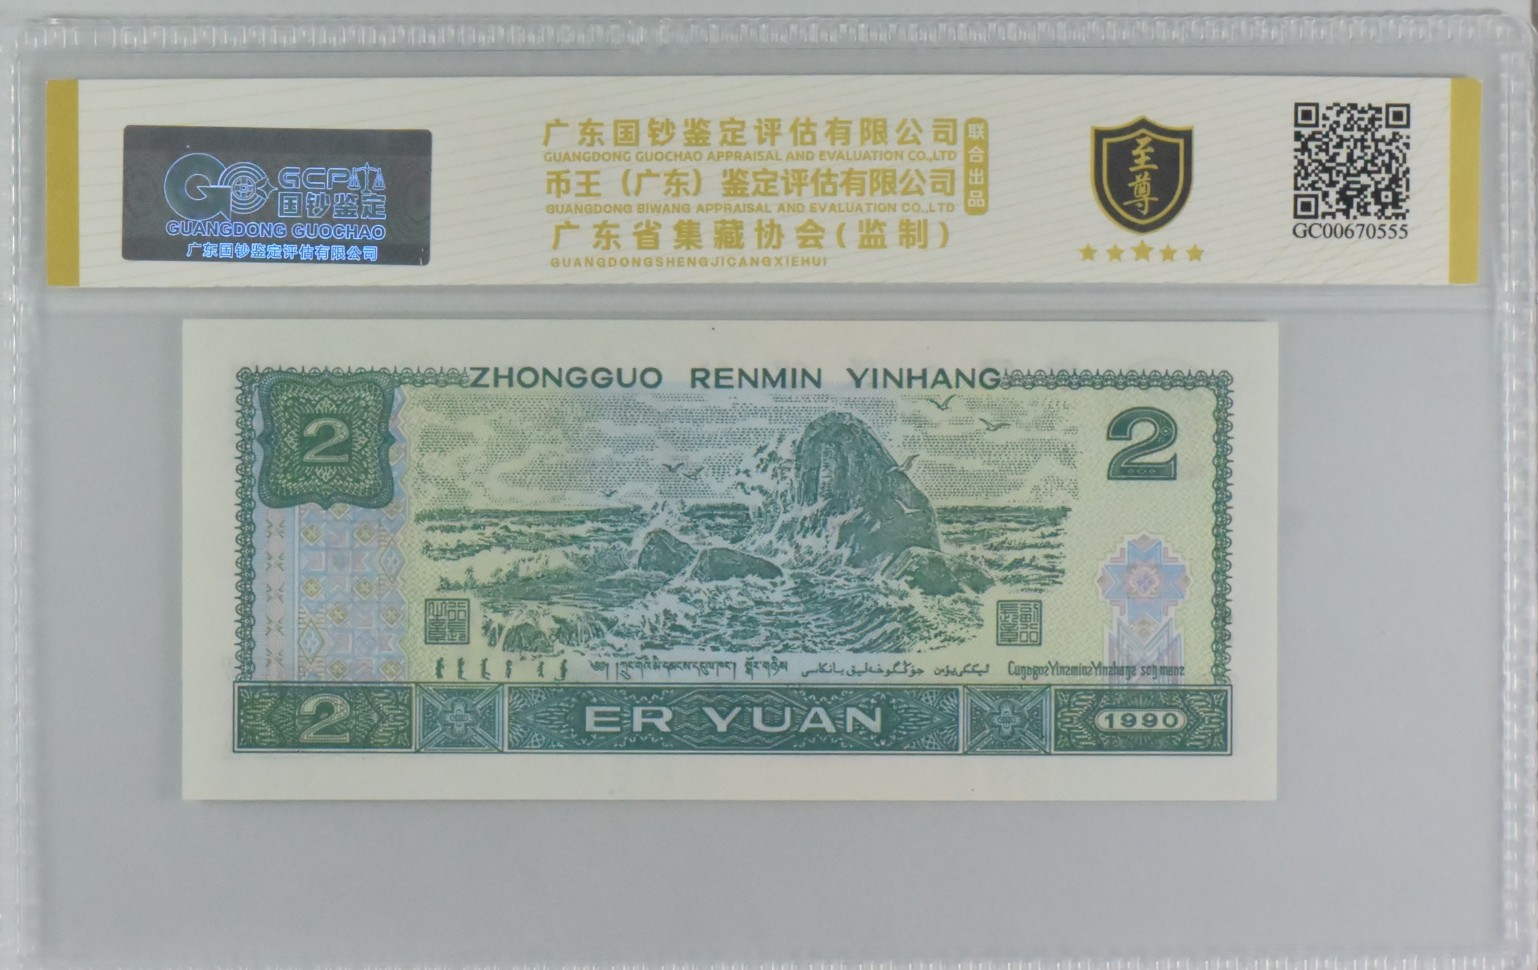 GCP
国钞鉴定
GUANGDONG GUOCHAO
广东国钞鉴定评估有限公司
广东国钞鉴定评估有限公司
GUANGDONG GUOCHAO APPRAISAL AND EVALUATION CO.,LTD
币王（广东）鉴定评估有限公司
GUANGDONG BIWANG APPRAISAL AND EVALUATION CO.,LTD
广东省集藏协会(监制)
GUANGDONGSHENGJICANGXIEHUI
联合出品
至尊
GC00670555
ZHONGGUO RENMIN YINHANG
2
2
Cungguoz Yinzminz Yinzhangz song maenz
2
ER YUAN
1990